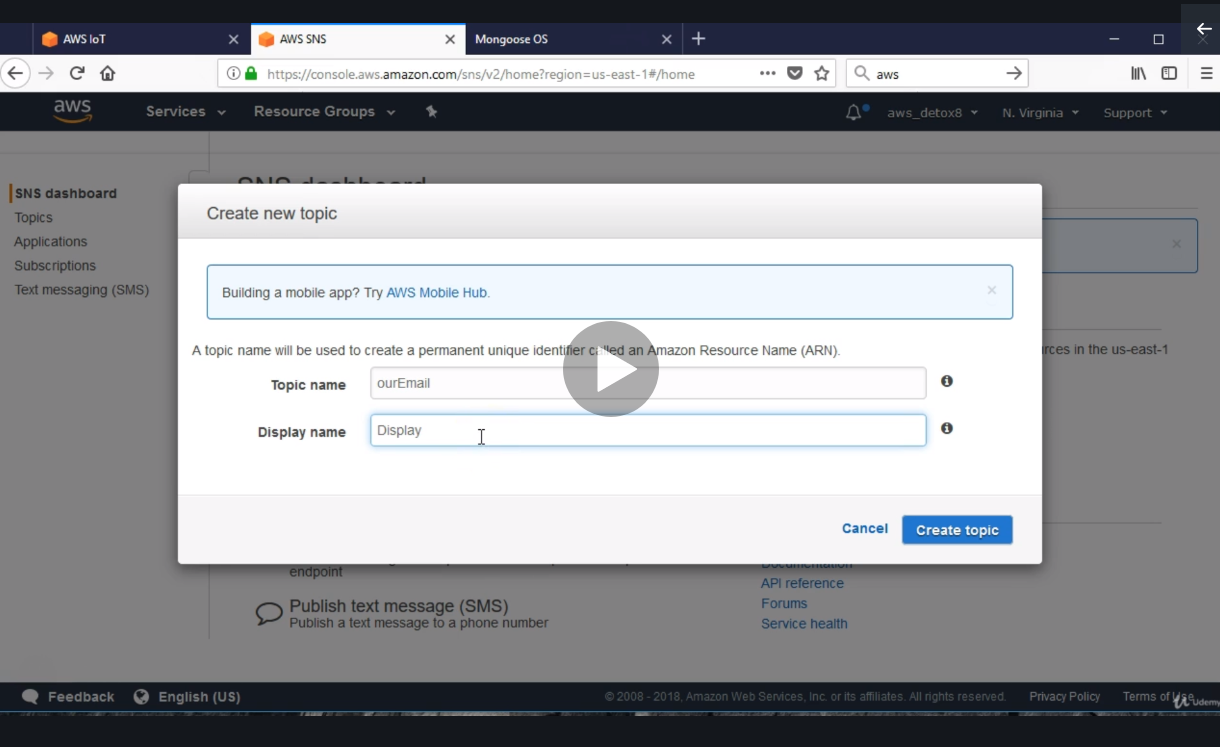 AWS IoT
AWS SNS
Mongoose OS
https://console.aws.amazon.com/sns/v2/home?region=us-east-1#/home
aws
aws
Services
Resource Groups
aws_detox8
N. Virginia
Support
SNS dashboard
SNS dashboard
Topics
Applications
Subscriptions
Text messaging (SMS)
Create new topic
Building a mobile app? Try AWS Mobile Hub.
A topic name will be used to create a permanent unique identifier called an Amazon Resource Name (ARN).
in the us-east-1
Topic name
ourEmail
Display name
Display
Cancel
Create topic
endpoint
Documentation
API reference
Publish text message (SMS)
Forums
Publish a text message to a phone number
Service health
Feedback
English (US)
© 2008 - 2018, Amazon Web Services, Inc. or its affiliates. All rights reserved.
Privacy Policy
Terms of Use
Udemy